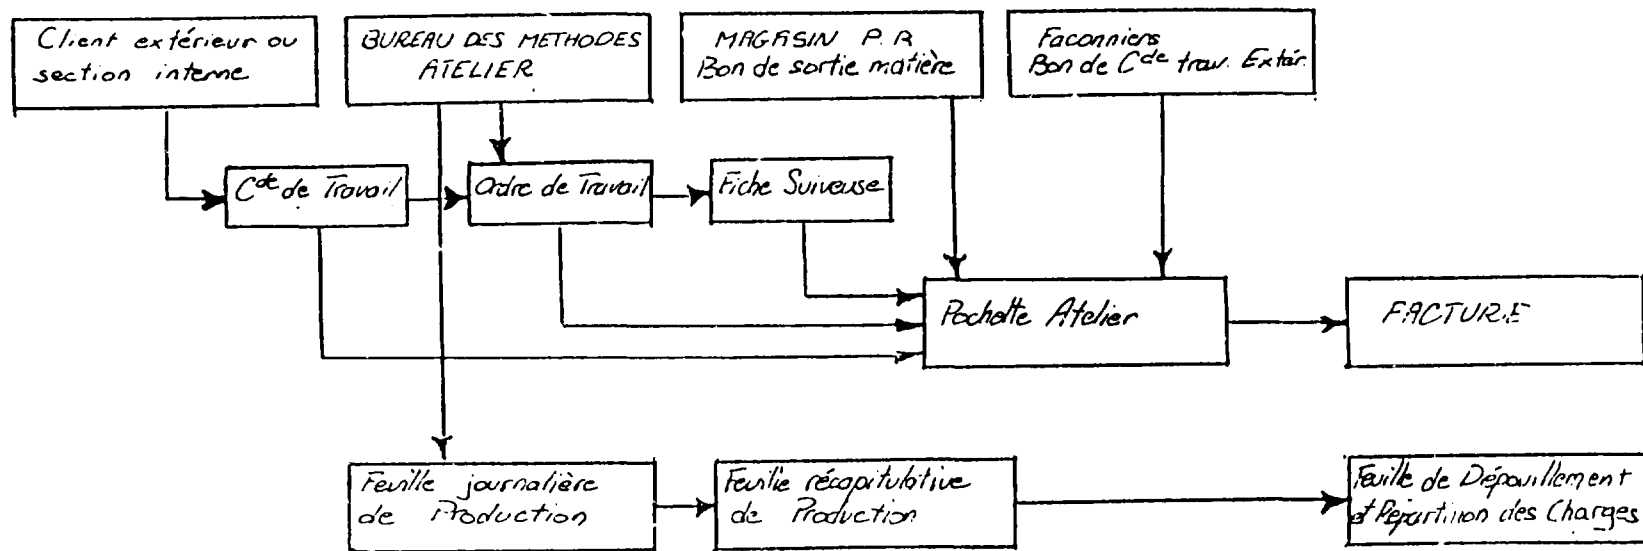 Client extérieur ou
section interne
BUREAU DES METHODES
ATELIER
MAGASIN P.R
Bon de sortie matière
Faconniers
Bon de Cde trav. Extér.
Cde de Travail
Ordre de Travail
Fiche Suiveuse
Pochette Atelier
FACTURE
Feuille journalière
de Production
Feuille récapitulative
de Production
Feuille de Dépouillement
et Répartition des Charges